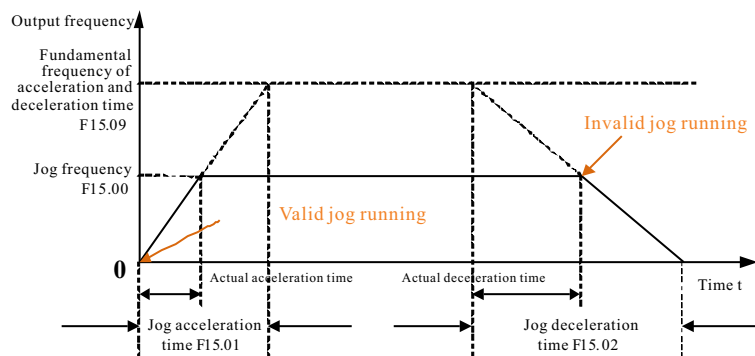 Output frequency
Fundamental
frequency of
acceleration and
deceleration time
F15.09
Invalid jog running
Jog frequency
F15.00
Valid jog running
0
Actual acceleration time
Actual deceleration time
Time t
Jog acceleration
time F15.01
Jog deceleration
time F15.02